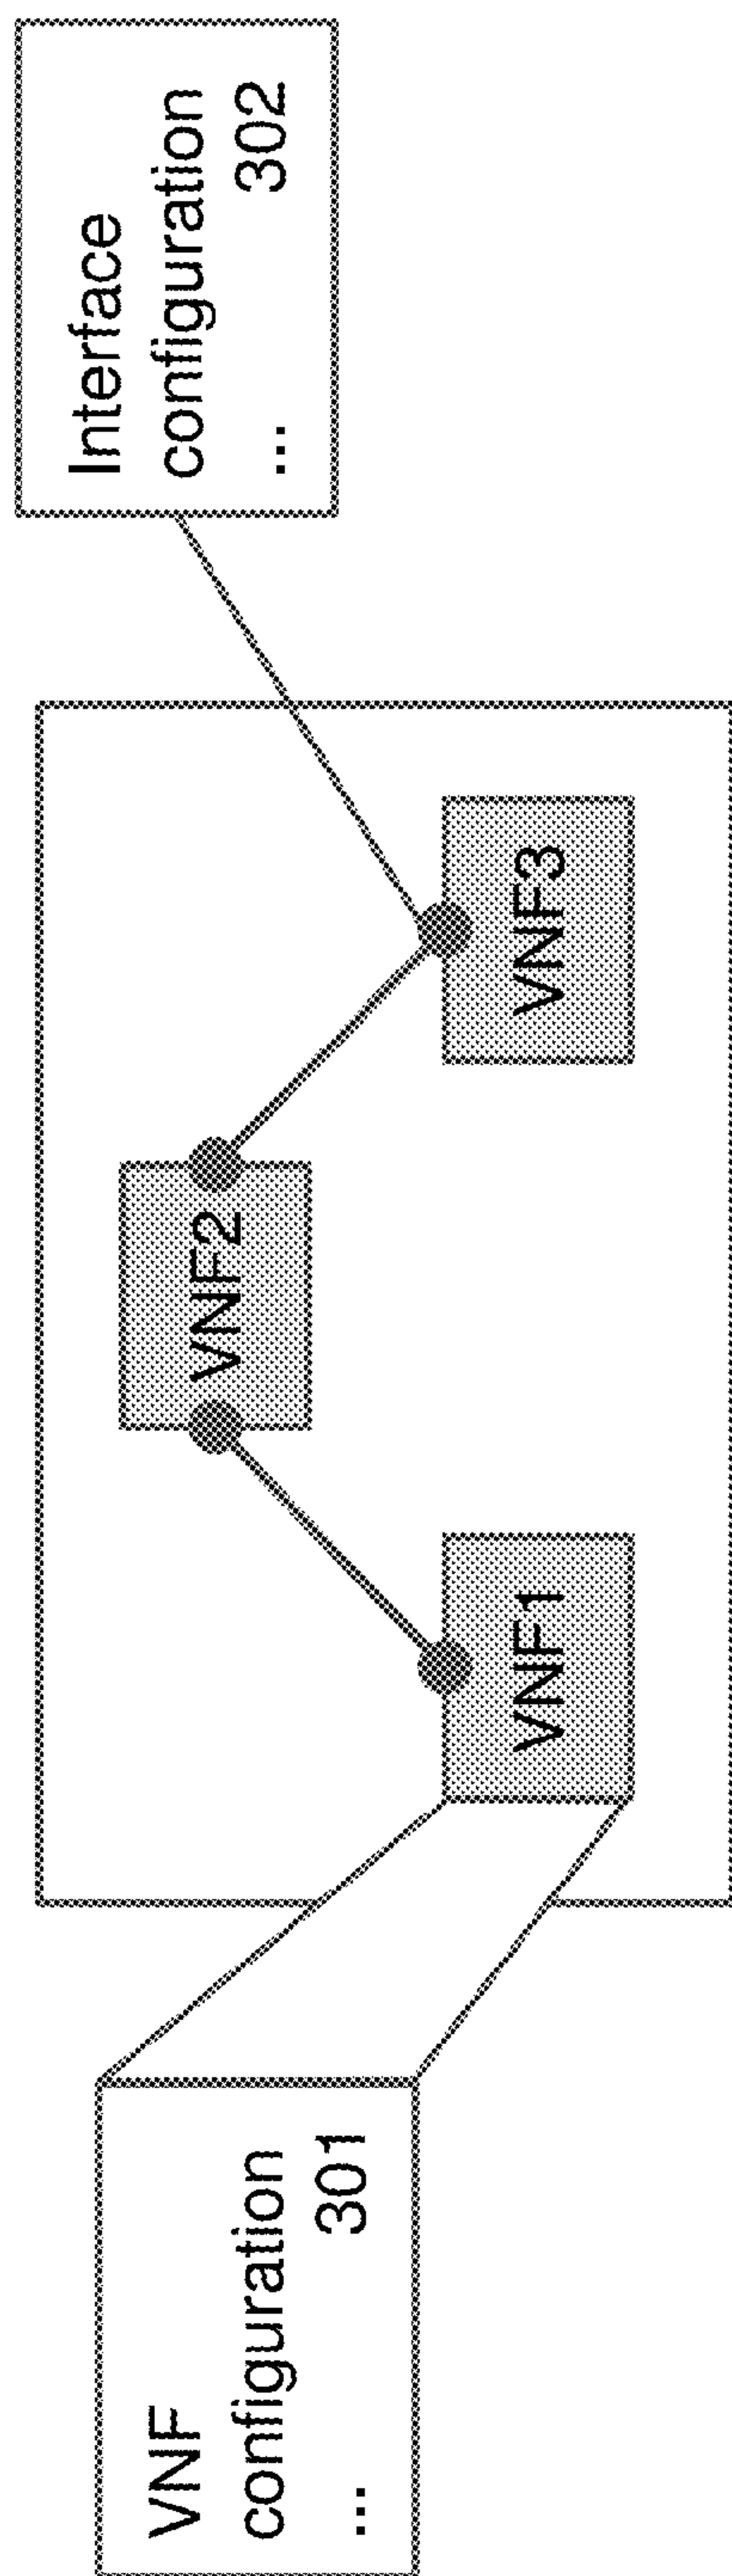 VNF
configuration
... 301
VNF1
VNF2
VNF3
Interface
configuration
... 302